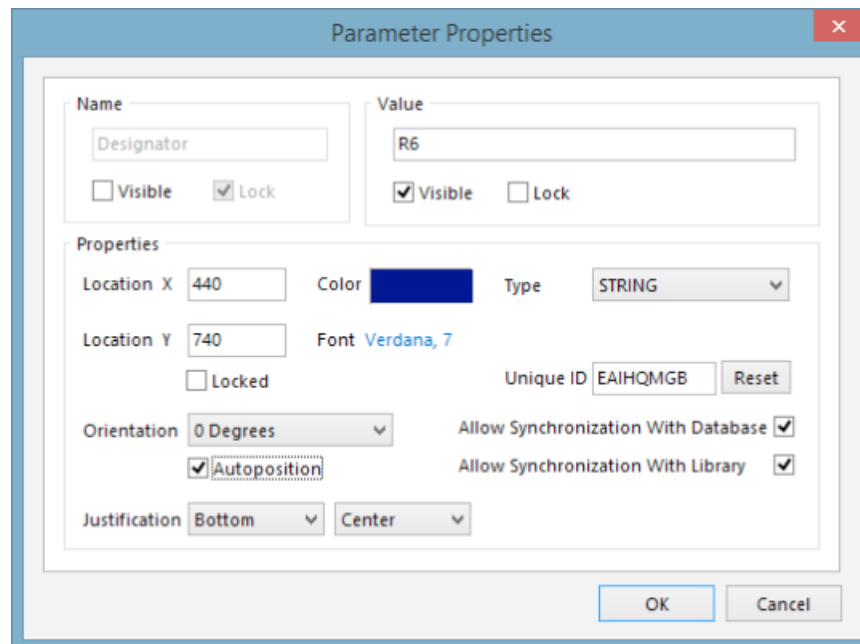 Parameter Properties
Name
Value
Designator
R6
Visible Lock
Visible Lock
Properties
Location X 440 Color Type STRING
Location Y 740 Font Verdana, 7
Locked Unique ID EAIHQMGB Reset
Orientation 0 Degrees Allow Synchronization With Database
Autoposition Allow Synchronization With Library
Justification Bottom Center
OK Cancel